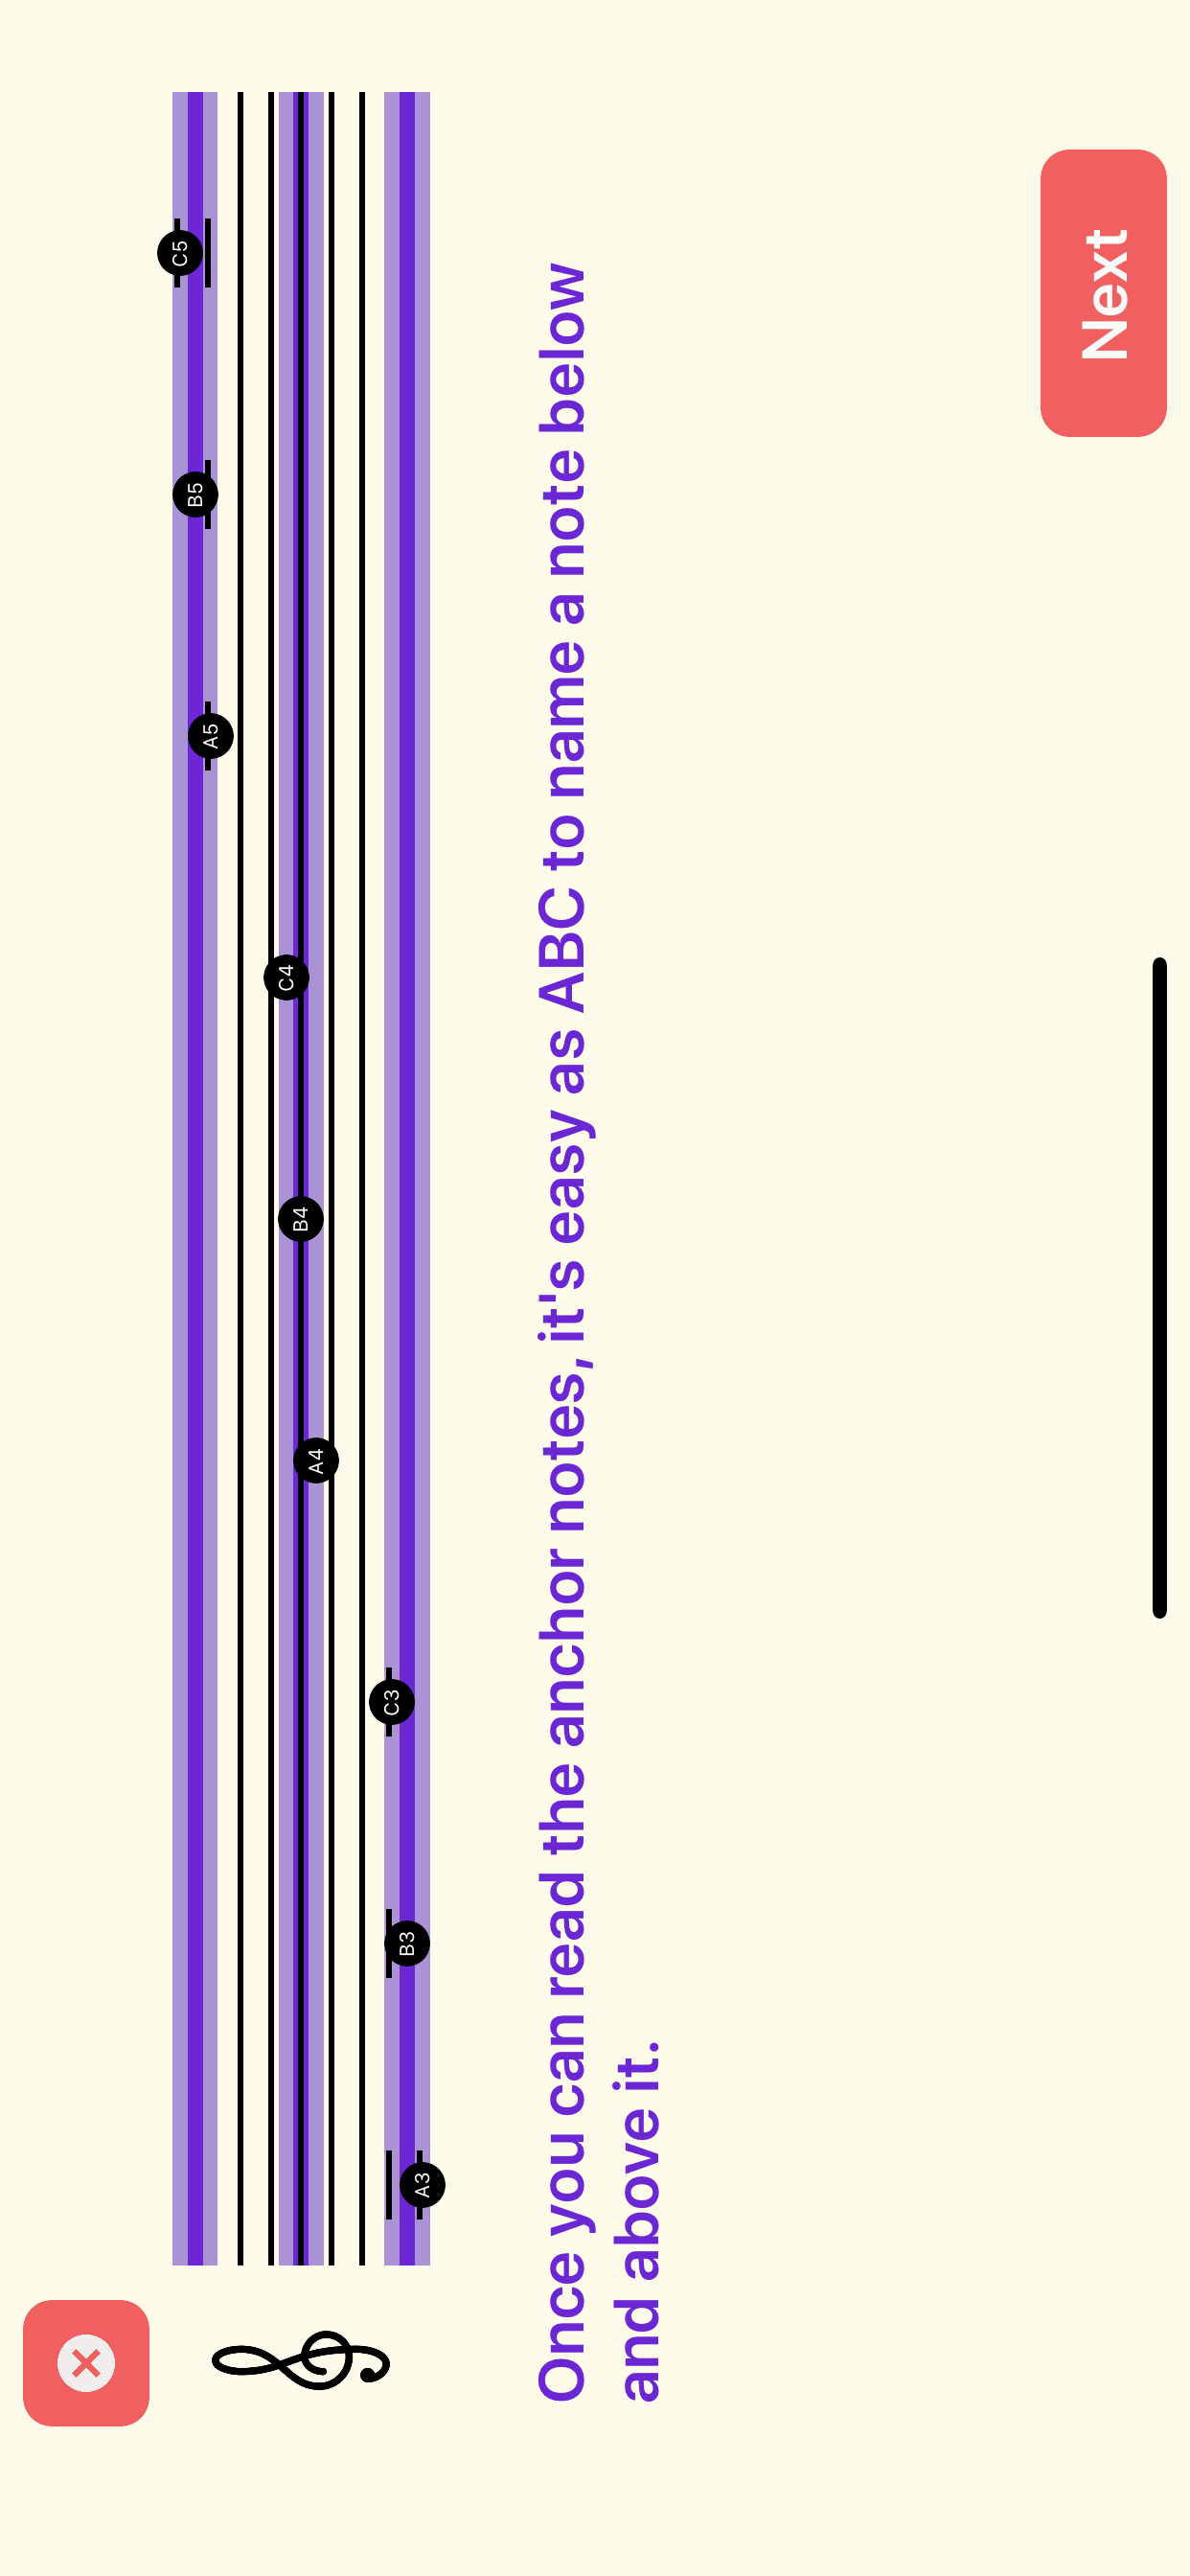 A3
B3
C3
A4
B4
C4
A5
B5
C5
Once you can read the anchor notes, it's easy as ABC to name a note below
and above it.
Next